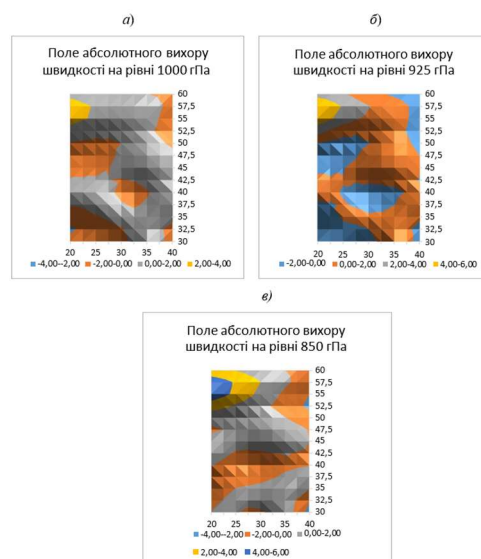 а)
Поле абсолютного вихору
швидкості на рівні 1000 гПа
60
57,5
55
52,5
50
47,5
45
42,5
40
37,5
35
32,5
30
20 25 30 35 40
-4,00--2,00 -2,00-0,00 0,00-2,00 2,00-4,00
б)
Поле абсолютного вихору
швидкості на рівні 925 гПа
60
57,5
55
52,5
50
47,5
45
42,5
40
37,5
35
32,5
30
20 25 30 35 40
-2,00-0,00 0,00-2,00 2,00-4,00 4,00-6,00
в)
Поле абсолютного вихору
швидкості на рівні 850 гПа
60
57,5
55
52,5
50
47,5
45
42,5
40
37,5
35
32,5
30
20 25 30 35 40
-4,00--2,00 -2,00-0,00 0,00-2,00
2,00-4,00 4,00-6,00